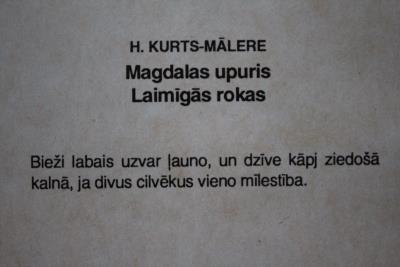 H. KURTS-MĀLERE
Magdalas upuris
Laimīgās rokas
Bieži labais uzvar ļauno, un dzīve kāpj ziedošā
kalnā, ja divus cilvēkus vieno mīlestība.